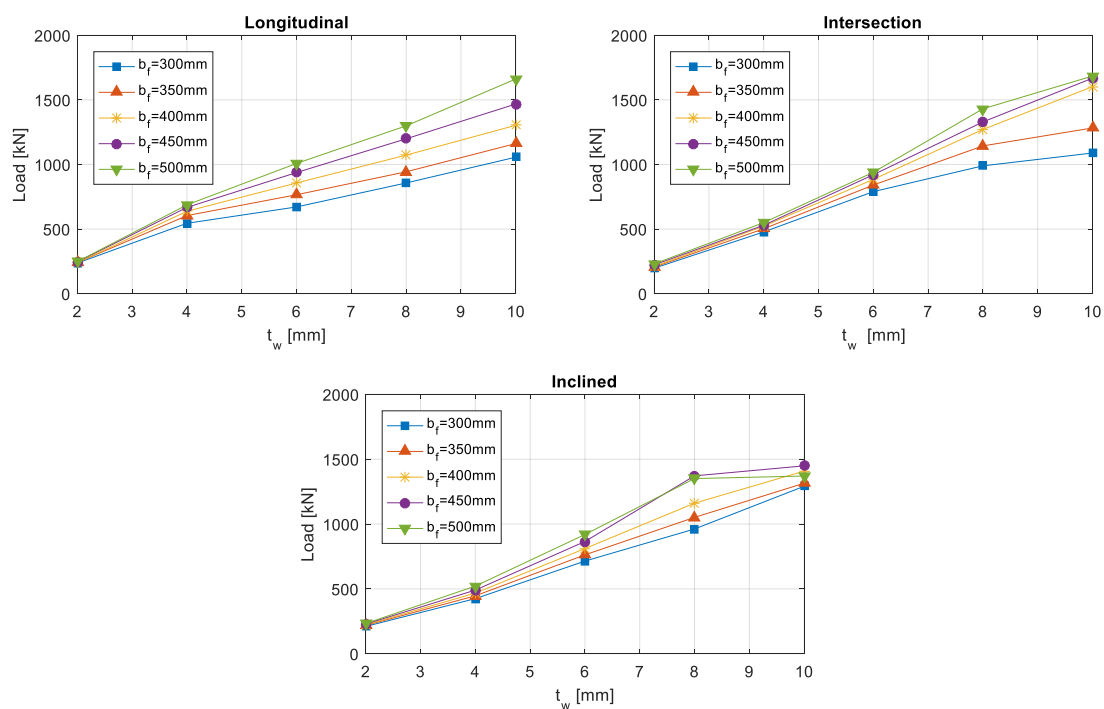 Longitudinal
2000
1500
1000
500
0
Load [kN]
b_f=300mm
b_f=350mm
b_f=400mm
b_f=450mm
b_f=500mm
2 3 4 5 6 7 8 9 10
t_w [mm]
Intersection
2000
1500
1000
500
0
Load [kN]
b_f=300mm
b_f=350mm
b_f=400mm
b_f=450mm
b_f=500mm
2 3 4 5 6 7 8 9 10
t_w [mm]
Inclined
2000
1500
1000
500
0
Load [kN]
b_f=300mm
b_f=350mm
b_f=400mm
b_f=450mm
b_f=500mm
2 3 4 5 6 7 8 9 10
t_w [mm]